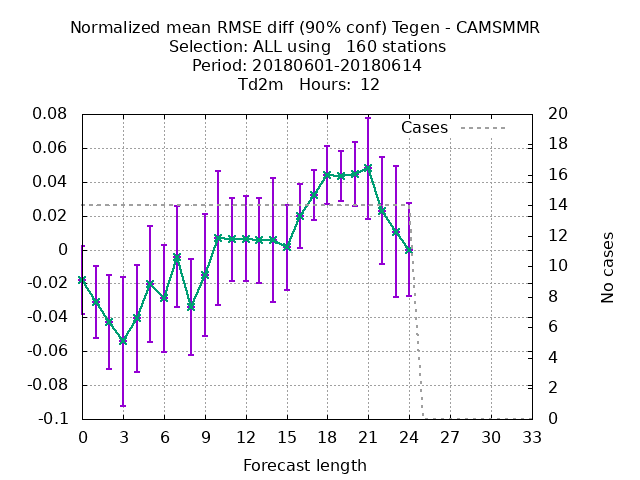 Normalized mean RMSE diff (90% conf) Tegen - CAMSMMR
Selection: ALL using   160 stations
Period: 20180601-20180614
Td2m   Hours:  12
Cases
0.08
0.06
0.04
0.02
0
-0.02
-0.04
-0.06
-0.08
-0.1
20
18
16
14
12
10
8
6
4
2
0
No cases
0 3 6 9 12 15 18 21 24 27 30 33
Forecast length